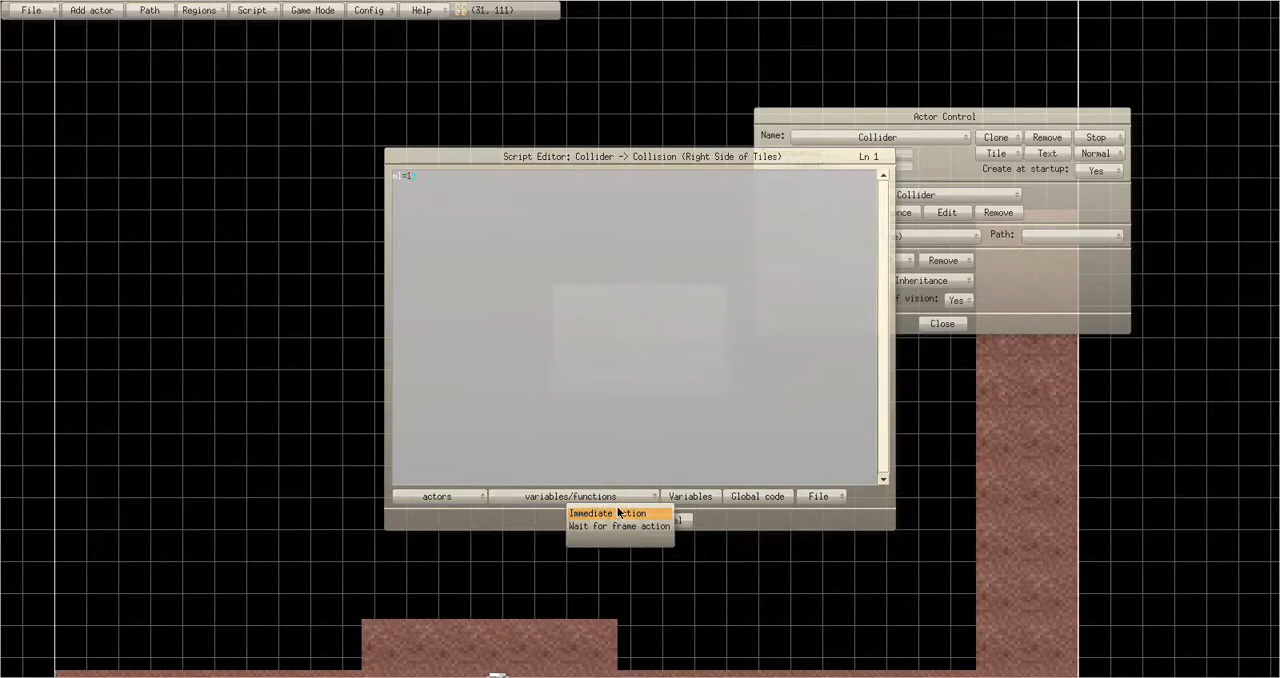 File Add actor Path Regions Script Game Mode Config Help (31, 111)
Actor Control
Name: Collider Clone Remove Stop
Tile Text Normal
Create at startup: Yes
Script Editor: Collider -> Collision (Right Side of Tiles) Ln 1
=1
Collider
Edit Remove
Path:
Remove
Inheritance
vision: Yes
Close
actors variables/functions Variables Global code File
Immediate action
Wait for frame action